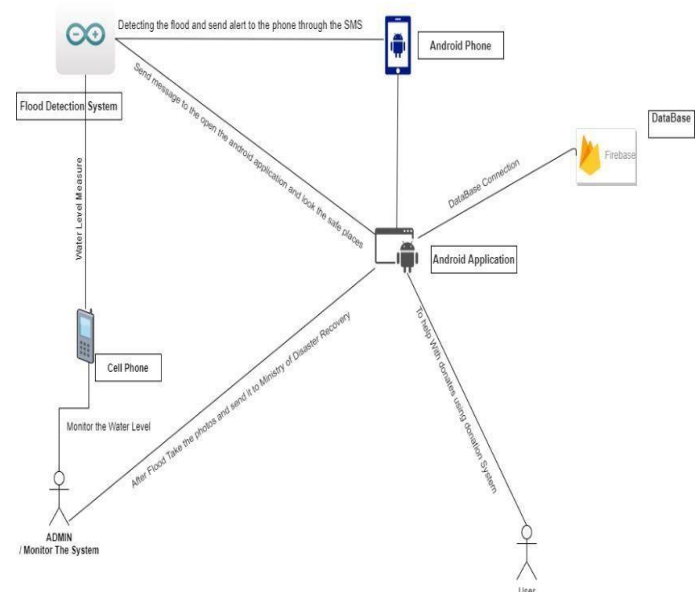 Detecting the flood and send alert to the phone through the SMS
Android Phone
Flood Detection System
Send message to the open the android application and look the safe places
DataBase
Firebase
DataBase Connection
Water Level Measure
Android Application
Cell Phone
To help With donates using donation System
After Flood Take the photos and send it to Ministry of Disaster Recovery
Monitor the Water Level
ADMIN
/ Monitor The System
User